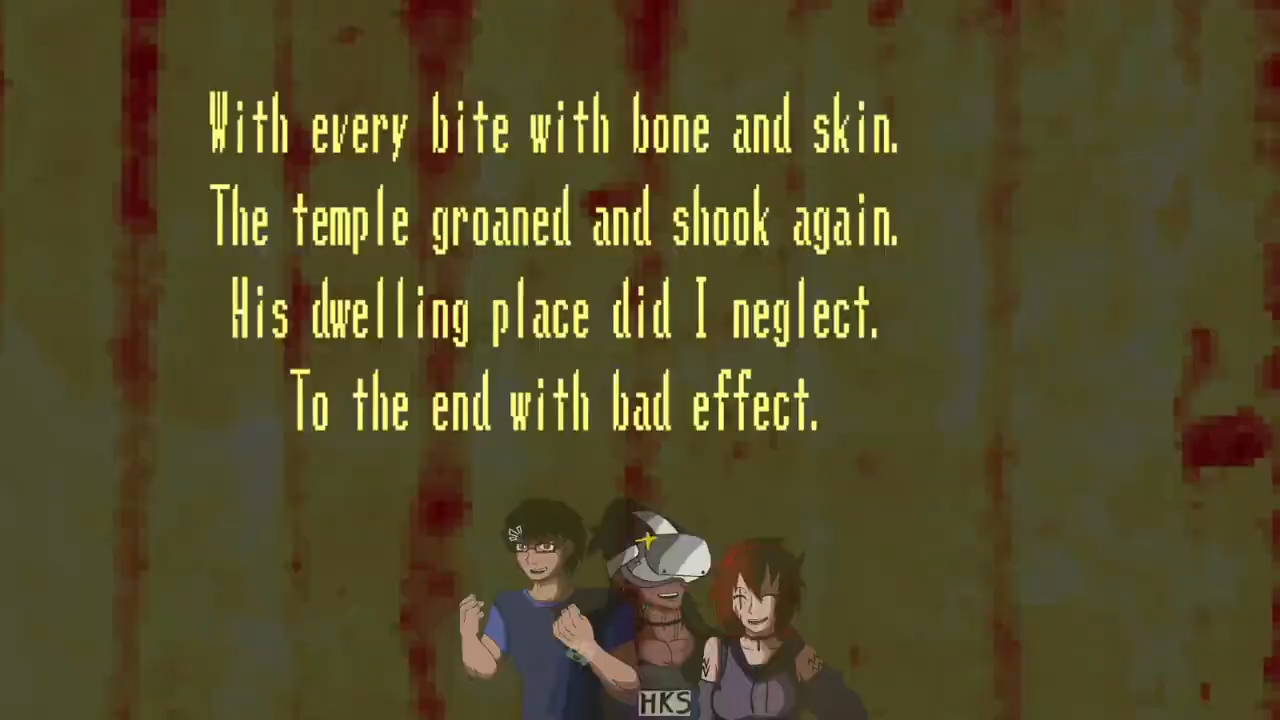 With every bite with bone and skin.
The temple groaned and shook again.
His dwelling place did I neglect.
To the end with bad effect.
HKS